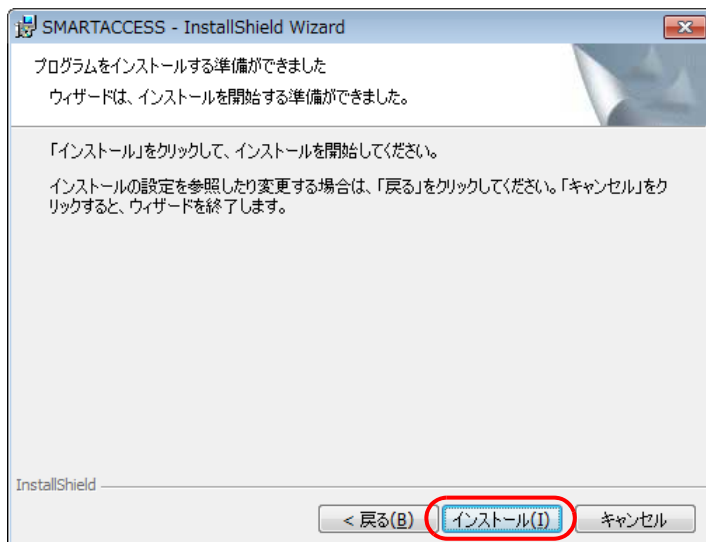 SMARTACCESS - InstallShield Wizard
プログラムをインストールする準備ができました
ウィザードは、インストールを開始する準備ができました。
「インストール」をクリックして、インストールを開始してください。
インストールの設定を参照したり変更する場合は、「戻る」をクリックしてください。「キャンセル」をク
リックすると、ウィザードを終了します。
InstallShield
< 戻る(B)
インストール(I)
キャンセル